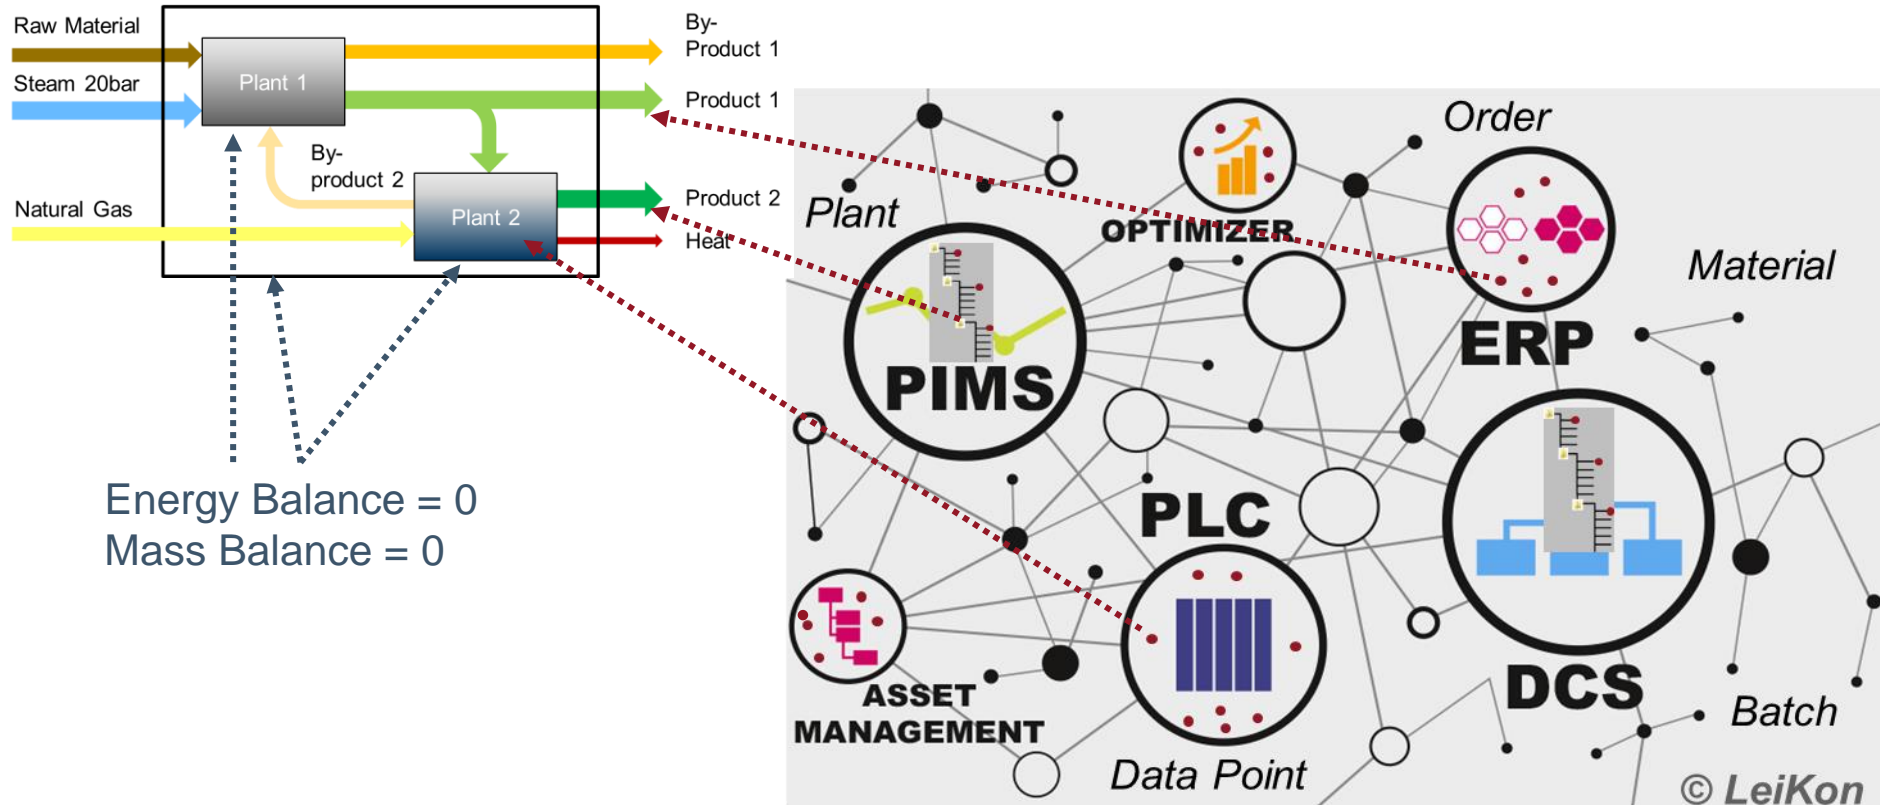 Raw Material
Steam 20bar
Natural Gas
Plant 1
By-
product 2
Plant 2
By-
Product 1
Product 1
Product 2
Heat
Energy Balance = 0
Mass Balance = 0
Plant
Order
OPTIMIZER
Material
ERP
PIMS
PLC
DCS
ASSET
MANAGEMENT
Batch
Data Point
© LeiKon